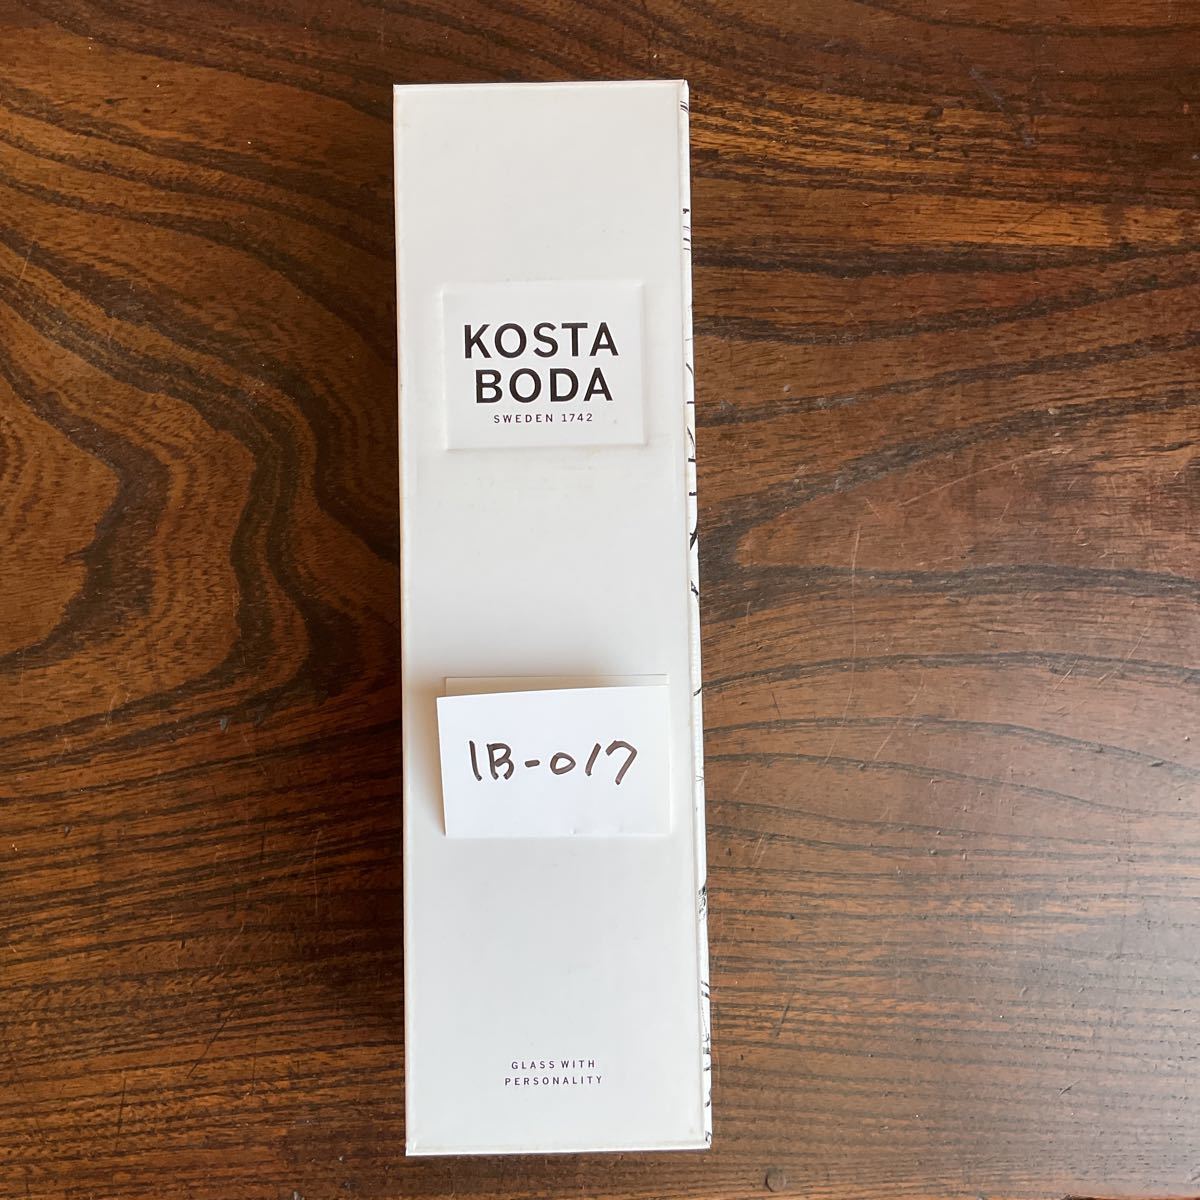 KOSTA
BODA
SWEDEN 1742
1B-017
GLASS WITH
PERSONALITY